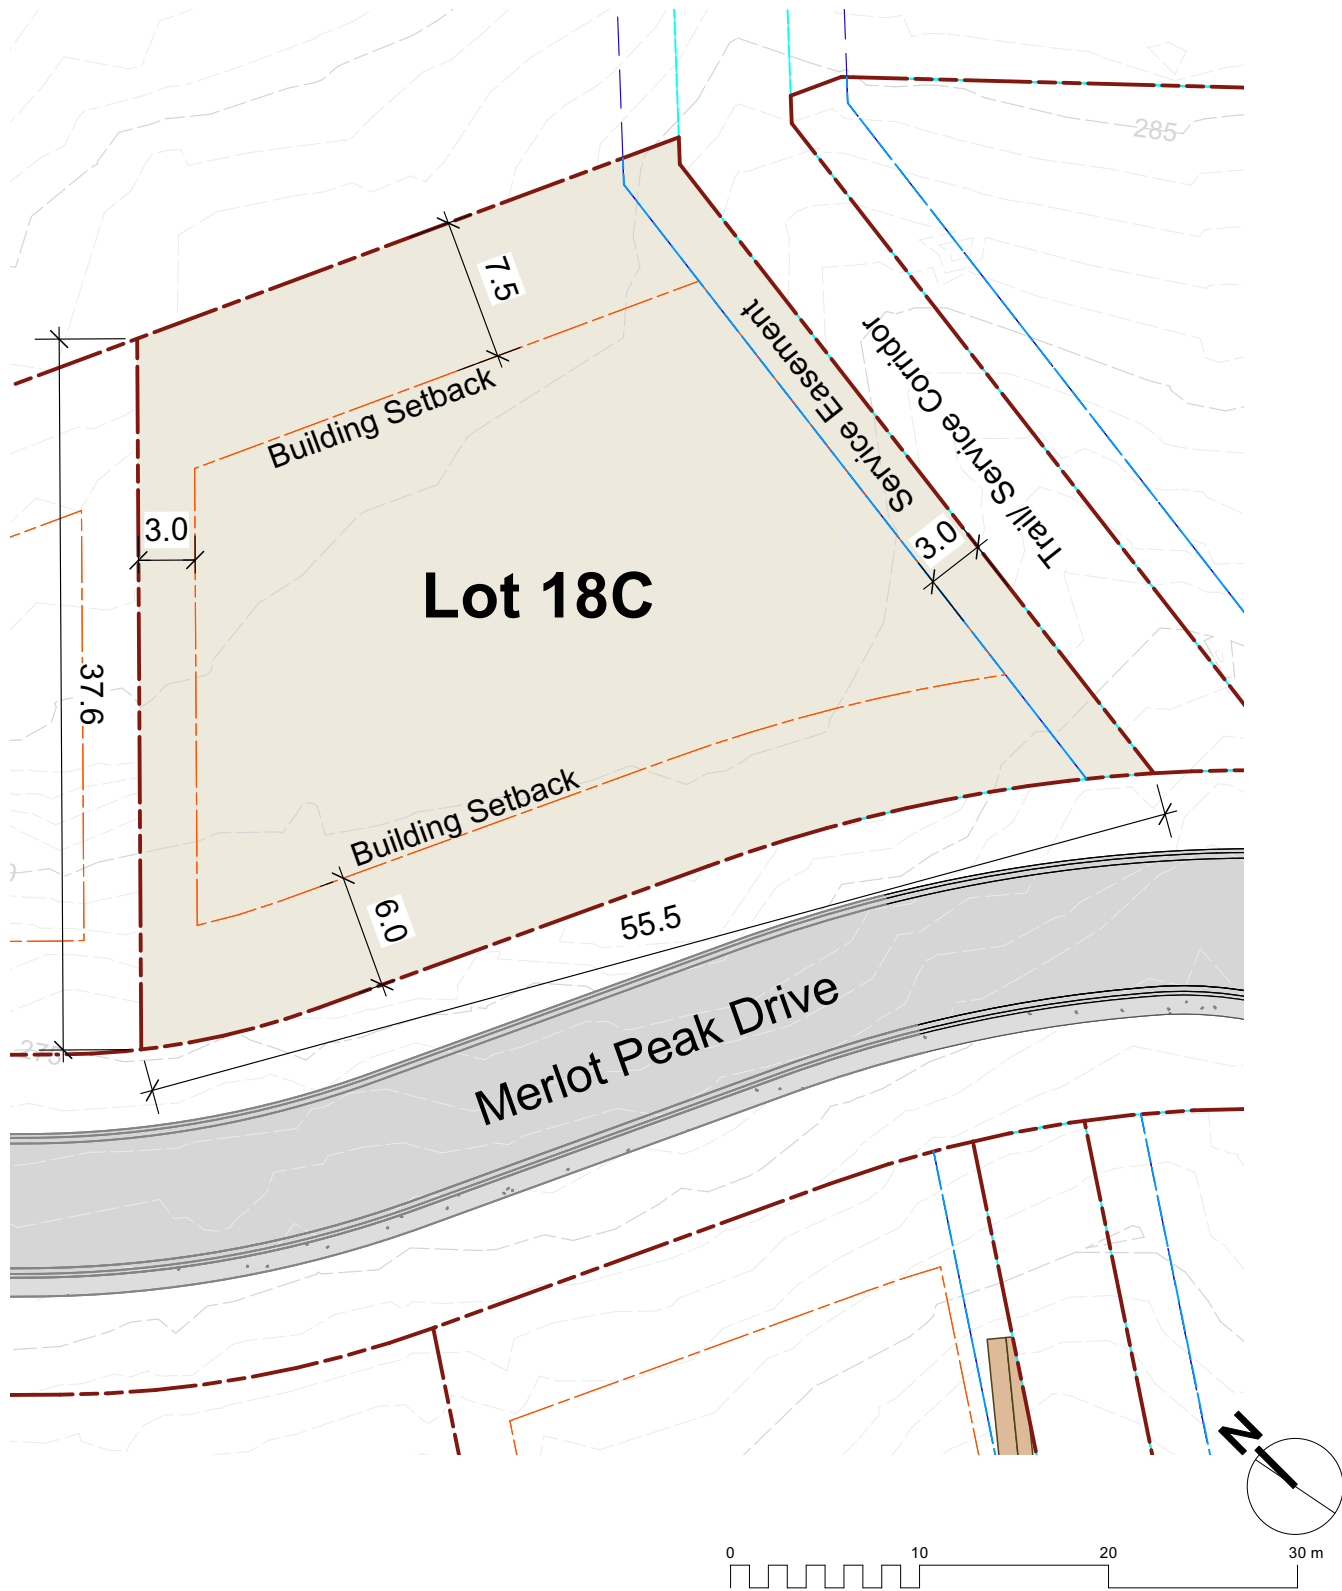 285
7.5
Building Setback
Service Easement
Trail/ Service Corridor
3.0
3.0
Lot 18C
37.6
Building Setback
6.0
55.5
Merlot Peak Drive
275
N
0 10 20 30 m